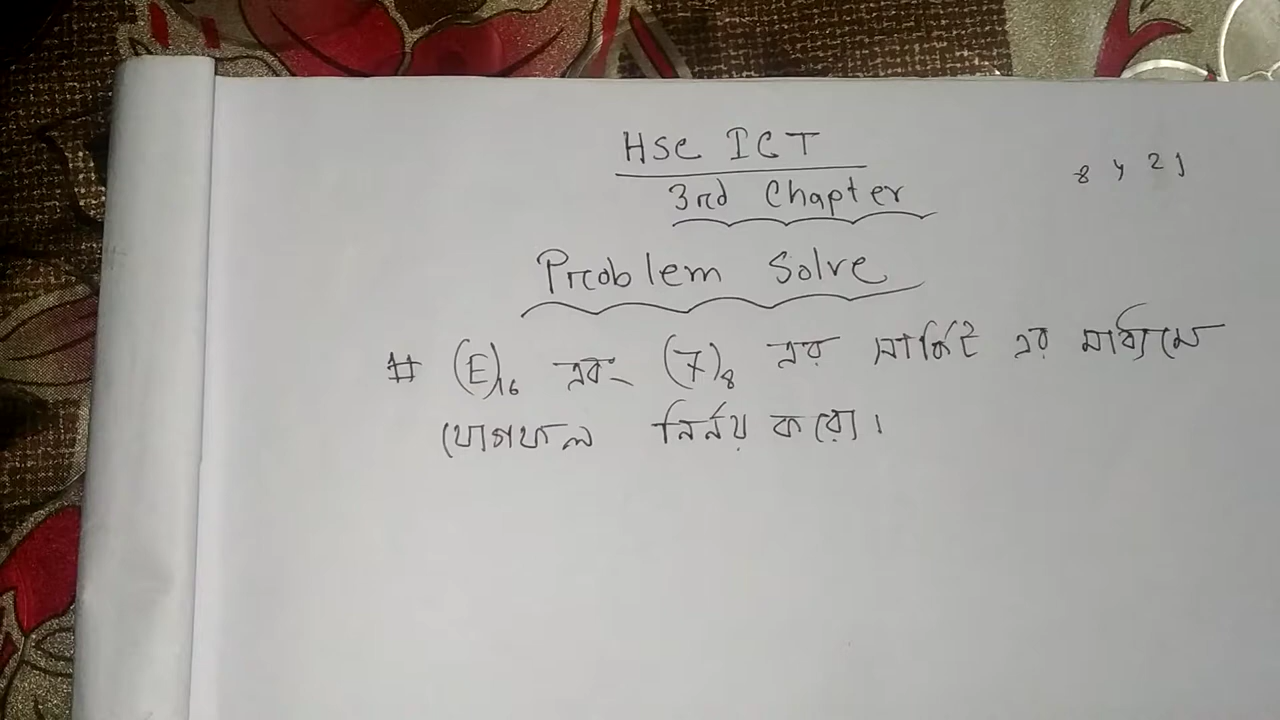 HSC ICT
3rd Chapter
8 4 2 1
Problem Solve
# (E)16 এবং (7)8 এর সার্কিট এর মাধ্যমে
যোগফল নির্নয় করো।